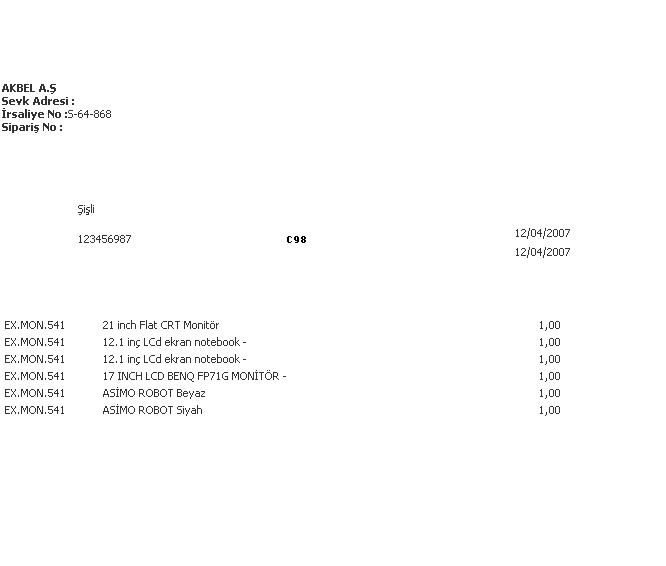 AKBEL A.Ş
Sevk Adresi :
İrsaliye No :S-64-868
Sipariş No :
Şişli
123456987 C98 12/04/2007
12/04/2007
EX.MON.541 21 inch Flat CRT Monitör 1,00
EX.MON.541 12.1 inç LCd ekran notebook - 1,00
EX.MON.541 12.1 inç LCd ekran notebook - 1,00
EX.MON.541 17 INCH LCD BENQ FP71G MONİTÖR - 1,00
EX.MON.541 ASİMO ROBOT Beyaz 1,00
EX.MON.541 ASİMO ROBOT Siyah 1,00